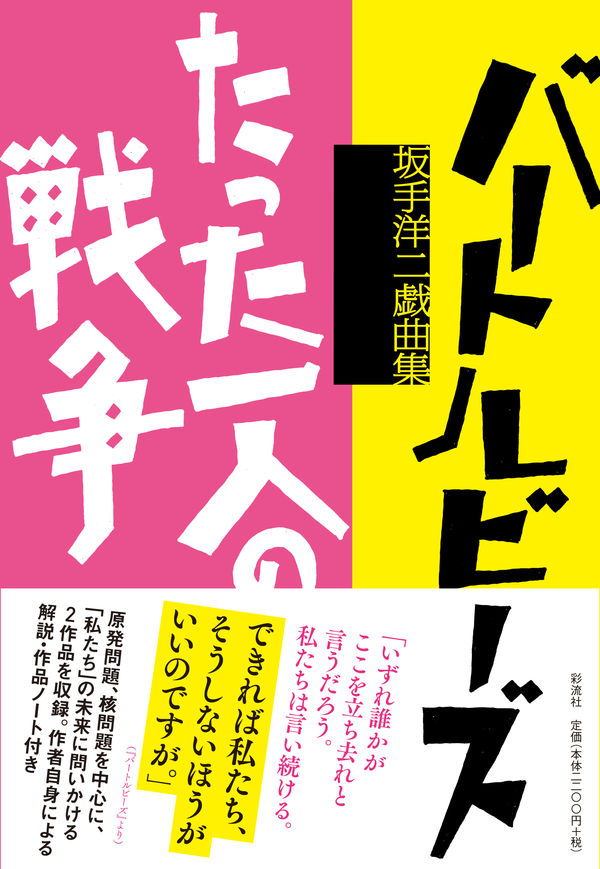 バートルビーズ
坂手洋二戯曲集
たった一人の
戦争
彩流社 定価(本体二二〇〇円+税)
「いずれ誰かが
ここを立ち去れと
言うだろう。
私たちは言い続ける。
できれば私たち、
そうしないほうが
いいのですが。」
(『バートルビーズ』より)
原発問題、核問題を中心に、
「私たち」の未来に問いかける
2作品を収録。作者自身による
解説・作品ノート付き